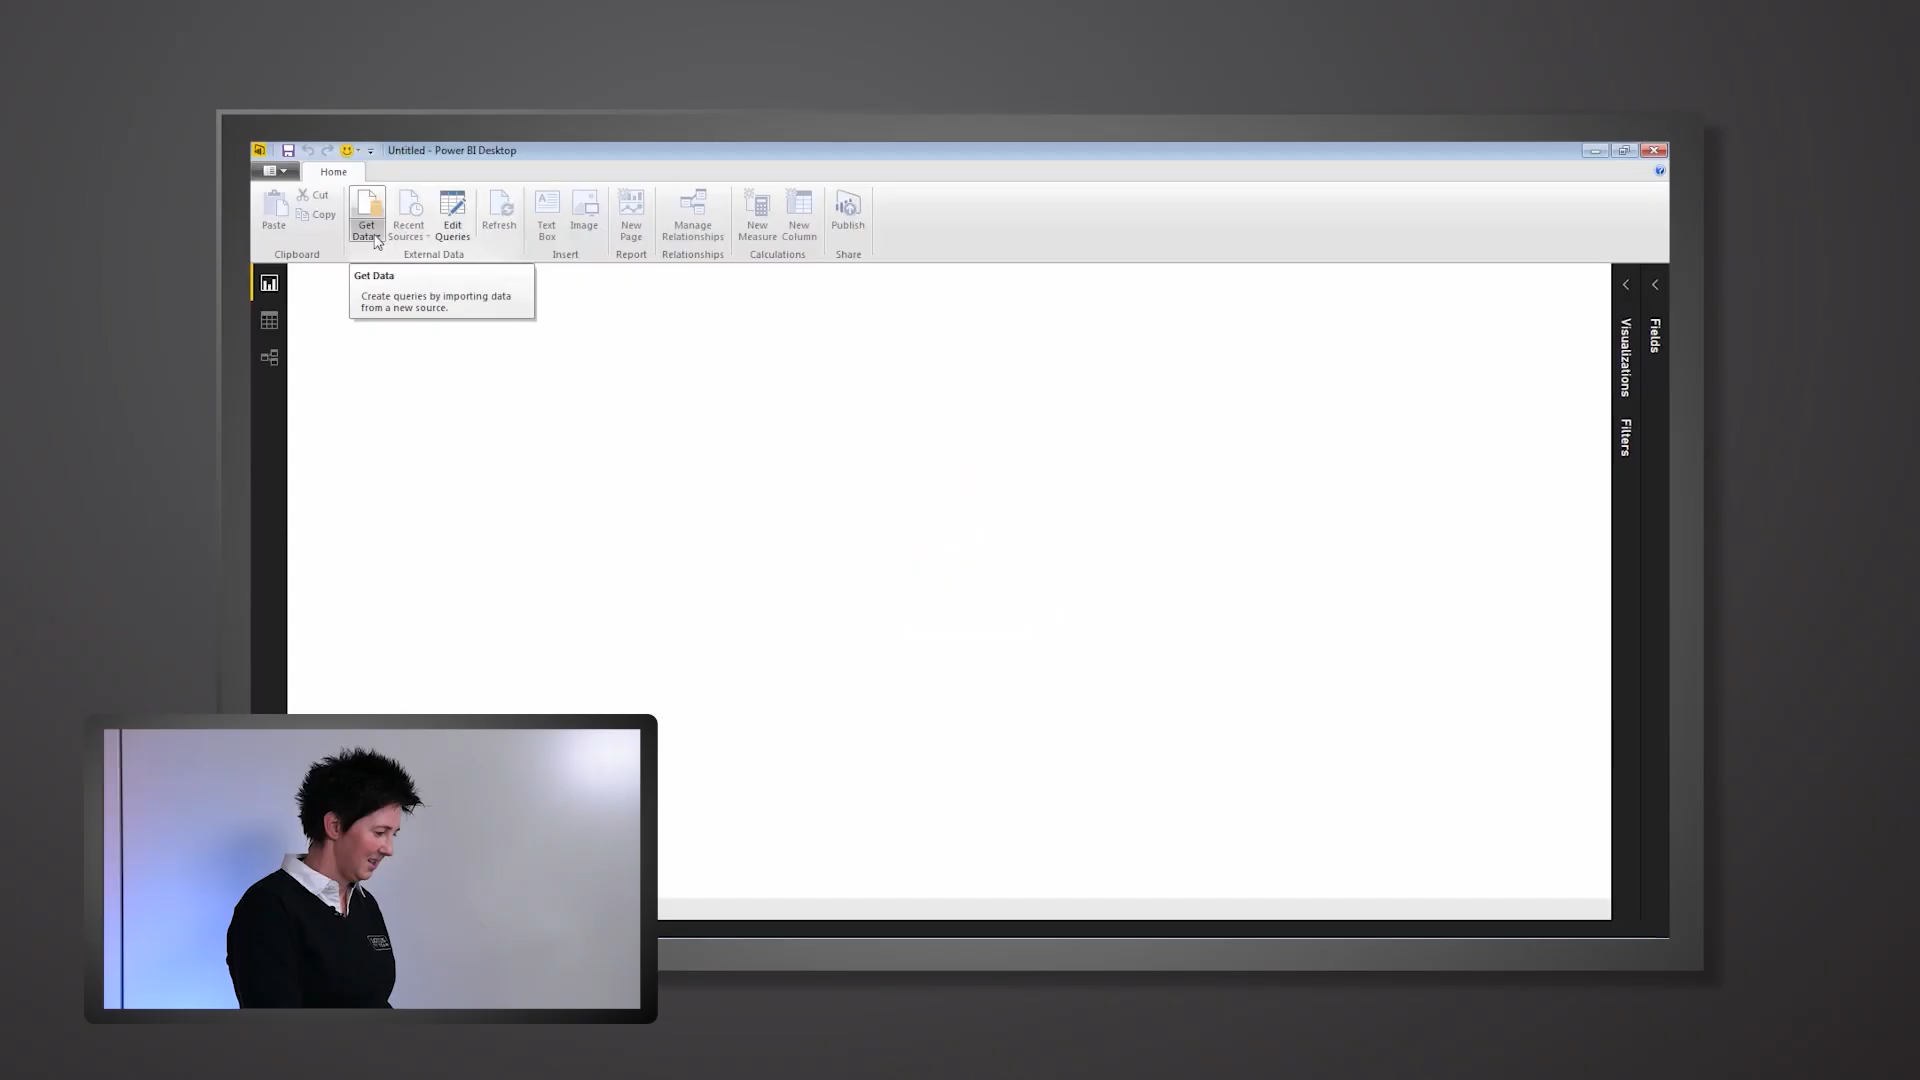 Untitled - Power BI Desktop
Home
Paste
Cut
Copy
Clipboard
Get Data
Recent Sources
Edit Queries
Refresh
External Data
Text Box
Image
Insert
New Page
Report
Manage Relationships
Relationships
New Measure
New Column
Calculations
Publish
Share
Get Data
Create queries by importing data
from a new source.
Visualizations
Filters
Fields